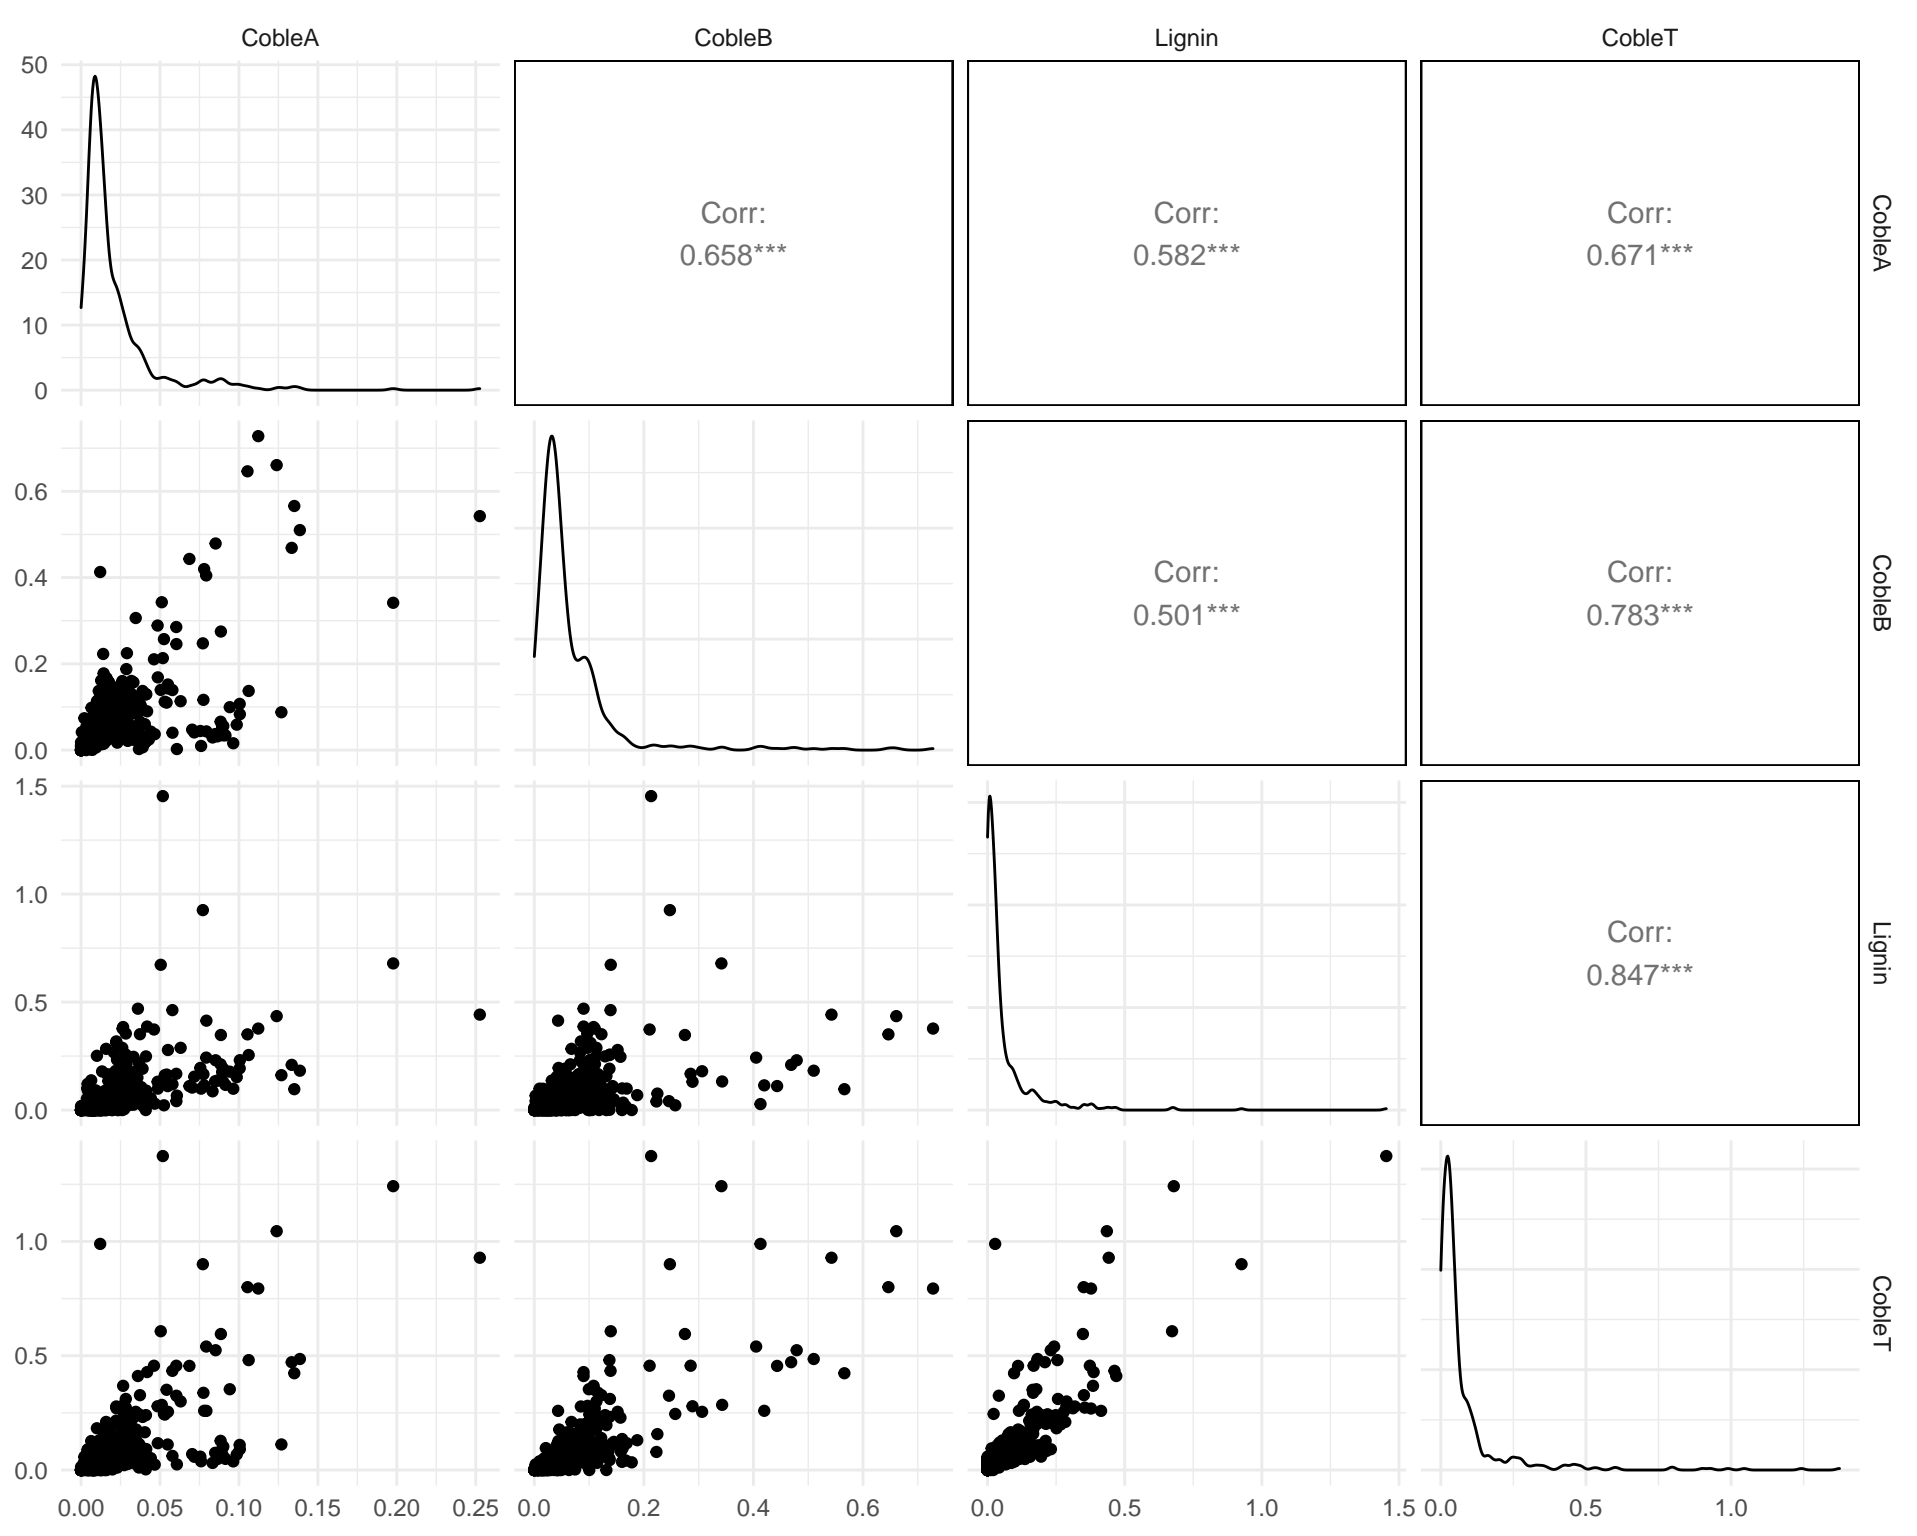 CobleA CobleB Lignin CobleT
50
40
30
20
10
0
Corr:
0.658***
Corr:
0.582***
Corr:
0.671***
CobleA
0.6
0.4
0.2
0.0
Corr:
0.501***
Corr:
0.783***
CobleB
1.5
1.0
0.5
0.0
Corr:
0.847***
Lignin
1.0
0.5
0.0
CobleT
0.00 0.05 0.10 0.15 0.20 0.25 0.0 0.2 0.4 0.6 0.0 0.5 1.0 1.5 0.0 0.5 1.0